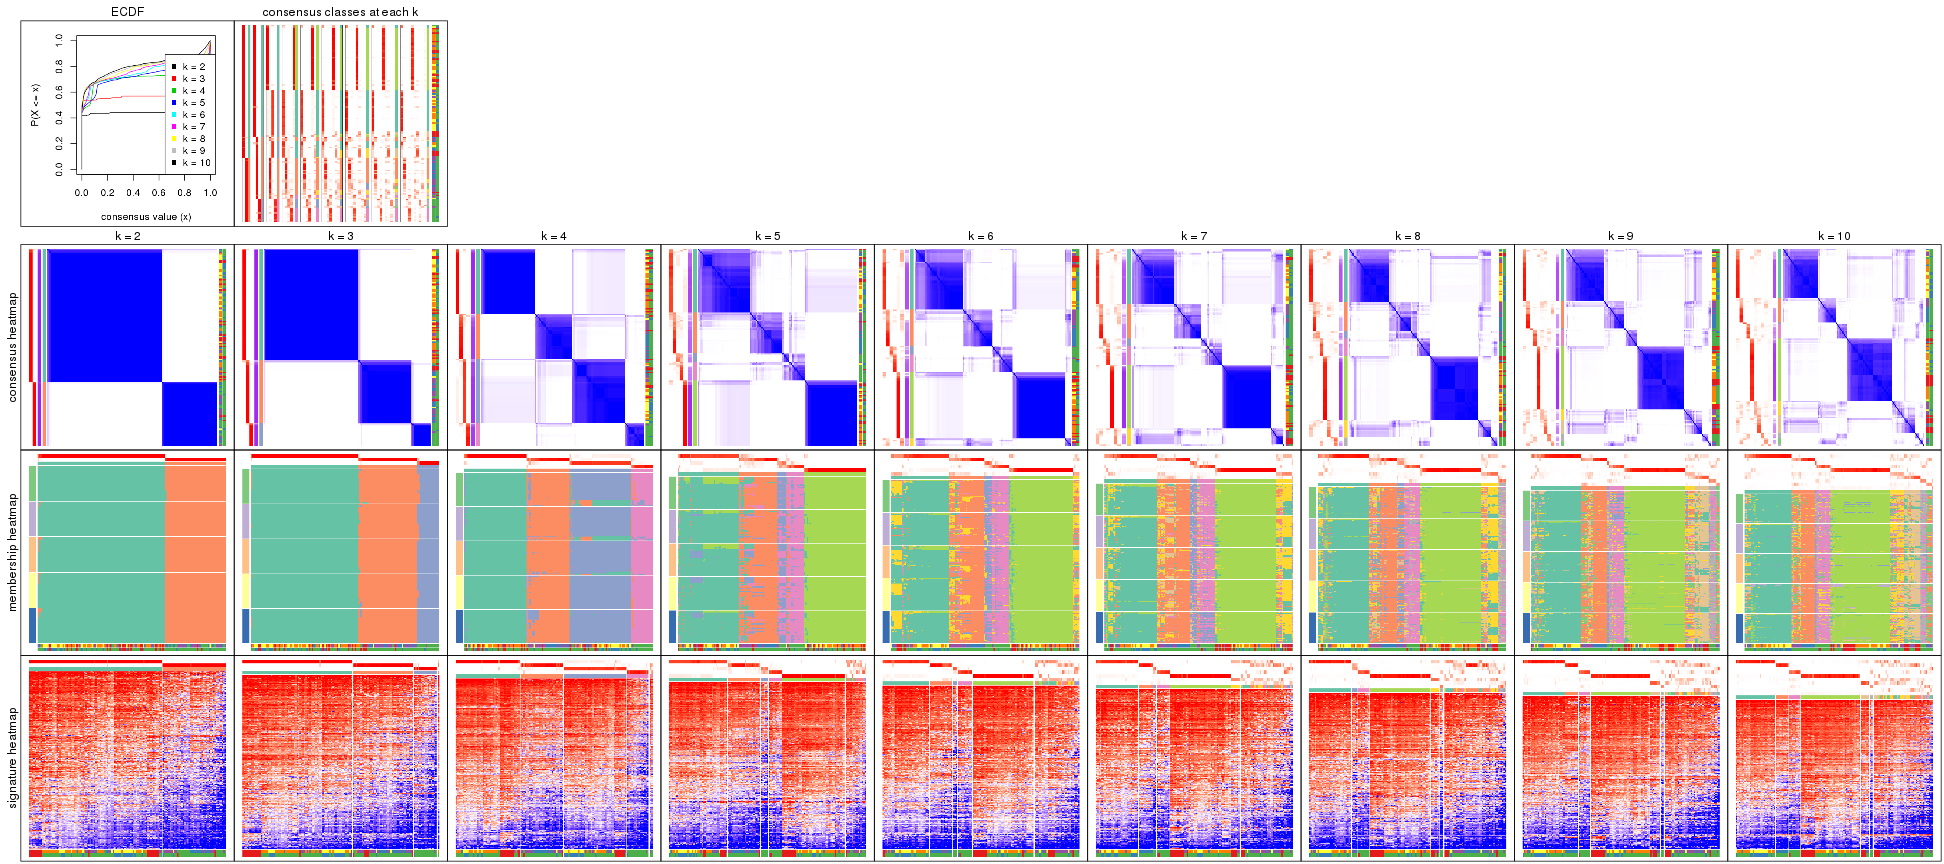 ECDF
consensus classes at each k
P(X <= x)
0.0 0.2 0.4 0.6 0.8 1.0
k = 2
k = 3
k = 4
k = 5
k = 6
k = 7
k = 8
k = 9
k = 10
0.0 0.2 0.4 0.6 0.8 1.0
consensus value (x)
k = 2 k = 3 k = 4 k = 5 k = 6 k = 7 k = 8 k = 9 k = 10
consensus heatmap
membership heatmap
signature heatmap